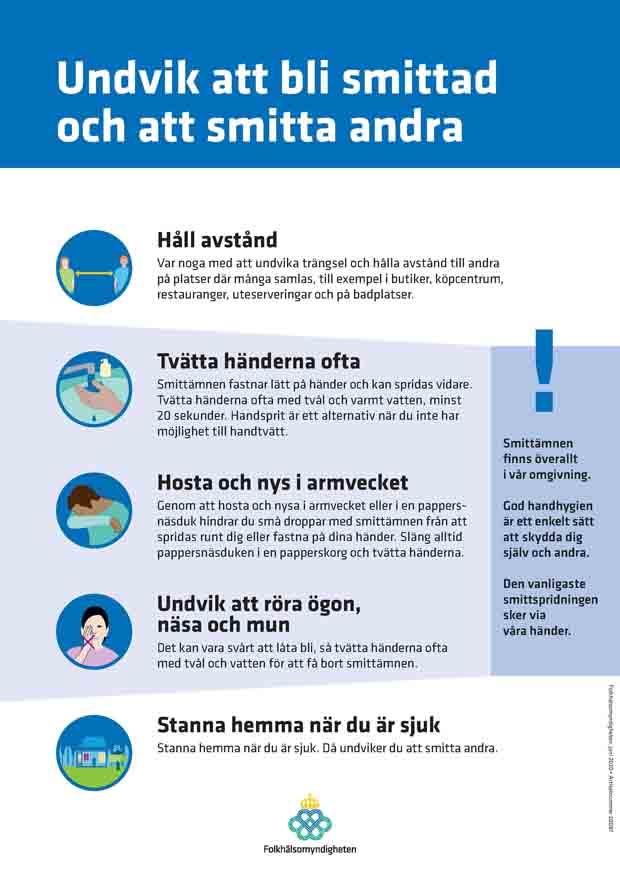 Undvik att bli smittad
och att smitta andra
Håll avstånd
Var noga med att undvika trängsel och hålla avstånd till andra
på platser där många samlas, till exempel i butiker, köpcentrum,
restauranger, uteserveringar och på badplatser.
Tvätta händerna ofta
Smittämnen fastnar lätt på händer och kan spridas vidare.
Tvätta händerna ofta med tvål och varmt vatten, minst
20 sekunder. Handsprit är ett alternativ när du inte har
möjlighet till handtvätt.
Hosta och nys i armvecket
Genom att hosta och nysa i armvecket eller i en pappers-
näsduk hindrar du små droppar med smittämnen från att
spridas runt dig eller fastna på dina händer. Släng alltid
pappersnäsduken i en papperskorg och tvätta händerna.
Undvik att röra ögon,
näsa och mun
Det kan vara svårt att låta bli, så tvätta händerna ofta
med tvål och vatten för att få bort smittämnen.
!
Smittämnen
finns överallt
i vår omgivning.
God handhygien
är ett enkelt sätt
att skydda dig
själv och andra.
Den vanligaste
smittspridningen
sker via
våra händer.
Stanna hemma när du är sjuk
Stanna hemma när du är sjuk. Då undviker du att smitta andra.
Folkhälsomyndigheten
Folkhälsomyndigheten, juni 2020 • Artikelnummer